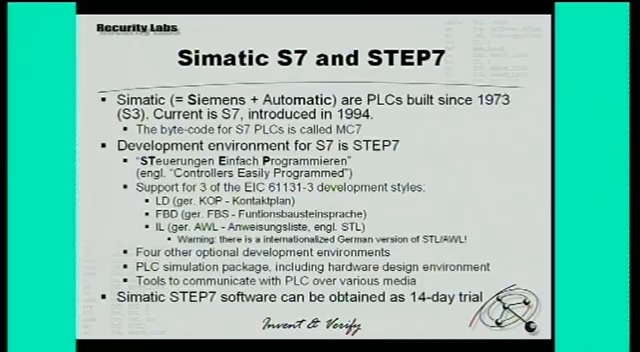 Recurity Labs
Simatic S7 and STEP7
Simatic (= Siemens + Automatic) are PLCs built since 1973
(S3). Current is S7, introduced in 1994.
The byte-code for S7 PLCs is called MC7
Development environment for S7 is STEP7
"STeuerungen Einfach Programmieren"
(engl. "Controllers Easily Programmed")
Support for 3 of the EIC 61131-3 development styles:
LD (ger. KOP - Kontaktplan)
FBD (ger. FBS - Funtionsbausteinsprache)
IL (ger. AWL - Anweisungsliste, engl. STL)
Warning: there is a internationalized German version of STL/AWL!
Four other optional development environments
PLC simulation package, including hardware design environment
Tools to communicate with PLC over various media
Simatic STEP7 software can be obtained as 14-day trial
Invent & Verify